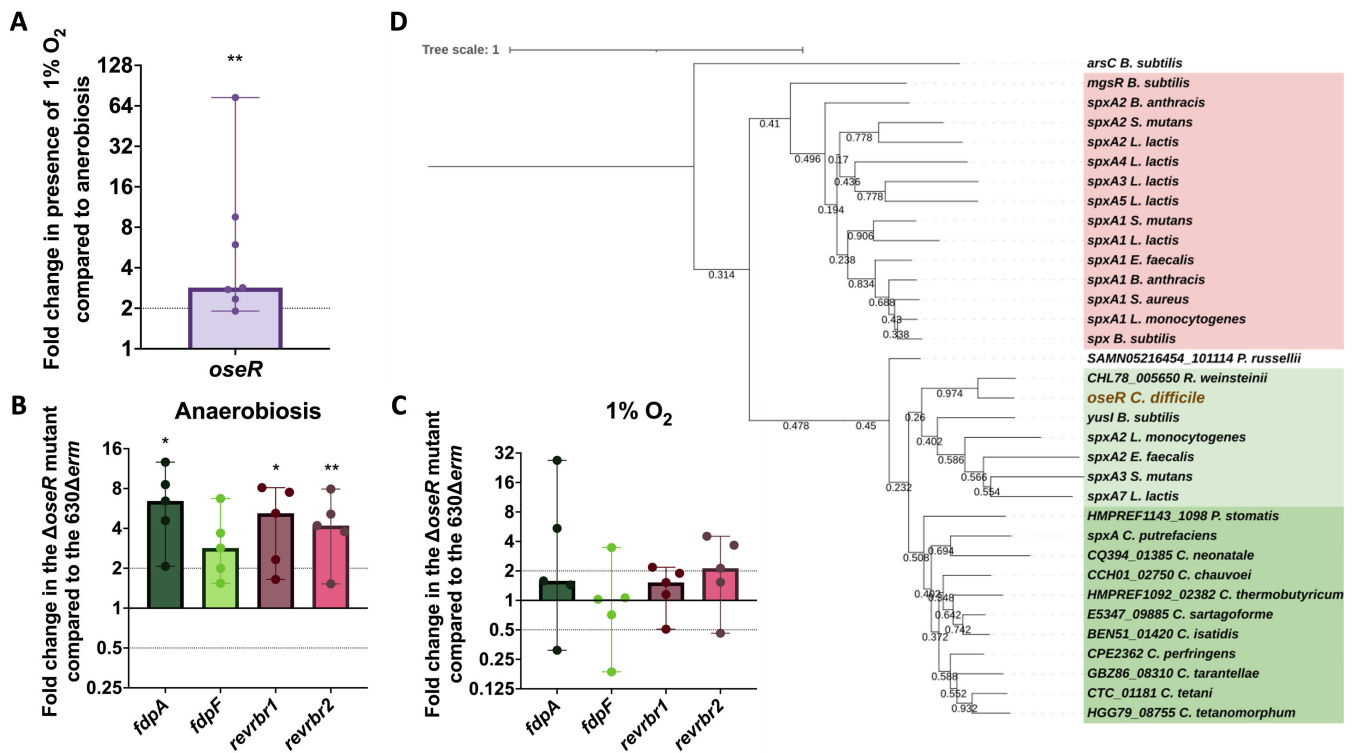 A
Fold change in presence of 1% O2
compared to anerobiosis
128
64
32
16
8
4
2
1
**
oseR
B
Anaerobiosis
Fold change in the ΔoseR mutant
compared to the 630Δerm
16
8
4
2
1
0.5
0.25
*
*
**
fdpA
fdpF
revrbr1
revrbr2
C
1% O2
Fold change in the ΔoseR mutant
compared to the 630Δerm
32
16
8
4
2
1
0.5
0.25
0.125
fdpA
fdpF
revrbr1
revrbr2
D
Tree scale: 1
arsC B. subtilis
mgsR B. subtilis
spxA2 B. anthracis
spxA2 S. mutans
spxA2 L. lactis
spxA4 L. lactis
spxA3 L. lactis
spxA5 L. lactis
spxA1 S. mutans
spxA1 L. lactis
spxA1 E. faecalis
spxA1 B. anthracis
spxA1 S. aureus
spxA1 L. monocytogenes
spx B. subtilis
SAMN05216454_101114 P. russellii
CHL78_005650 R. weinsteinii
oseR C. difficile
yusI B. subtilis
spxA2 L. monocytogenes
spxA2 E. faecalis
spxA3 S. mutans
spxA7 L. lactis
HMPREF1143_1098 P. stomatis
spxA C. putrefaciens
CQ394_01385 C. neonatale
CCH01_02750 C. chauvoei
HMPREF1092_02382 C. thermobutyricum
E5347_09885 C. sartagoforme
BEN51_01420 C. isatidis
CPE2362 C. perfringens
GBZ86_08310 C. tarantellae
CTC_01181 C. tetani
HGG79_08755 C. tetanomorphum
0.41
0.778
0.496
0.17
0.436
0.778
0.194
0.906
0.238
0.314
0.834
0.688
0.43
0.338
0.974
0.26
0.478
0.45
0.402
0.586
0.232
0.566
0.554
0.694
0.508
0.348
0.642
0.742
0.372
0.588
0.552
0.932